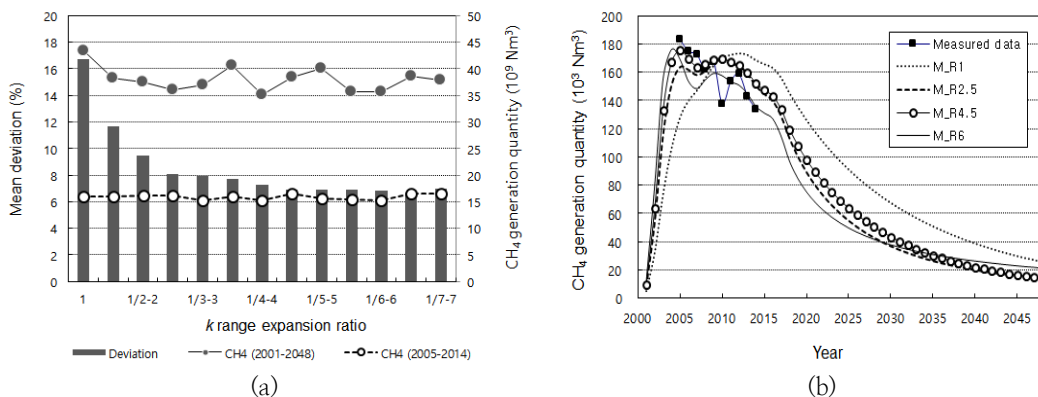 20
18
16
14
12
10
8
6
4
2
0
Mean deviation (%)
50
45
40
35
30
25
20
15
10
5
0
CH₄ generation quantity (10⁹ Nm³)
1 1/2-2 1/3-3 1/4-4 1/5-5 1/6-6 1/7-7
k range expansion ratio
Deviation CH4 (2001-2048) CH4 (2005-2014)
(a)
200
180
160
140
120
100
80
60
40
20
0
CH₄ generation quantity (10³ Nm³)
Measured data
M_R1
M_R2.5
M_R4.5
M_R6
2000 2005 2010 2015 2020 2025 2030 2035 2040 2045
Year
(b)